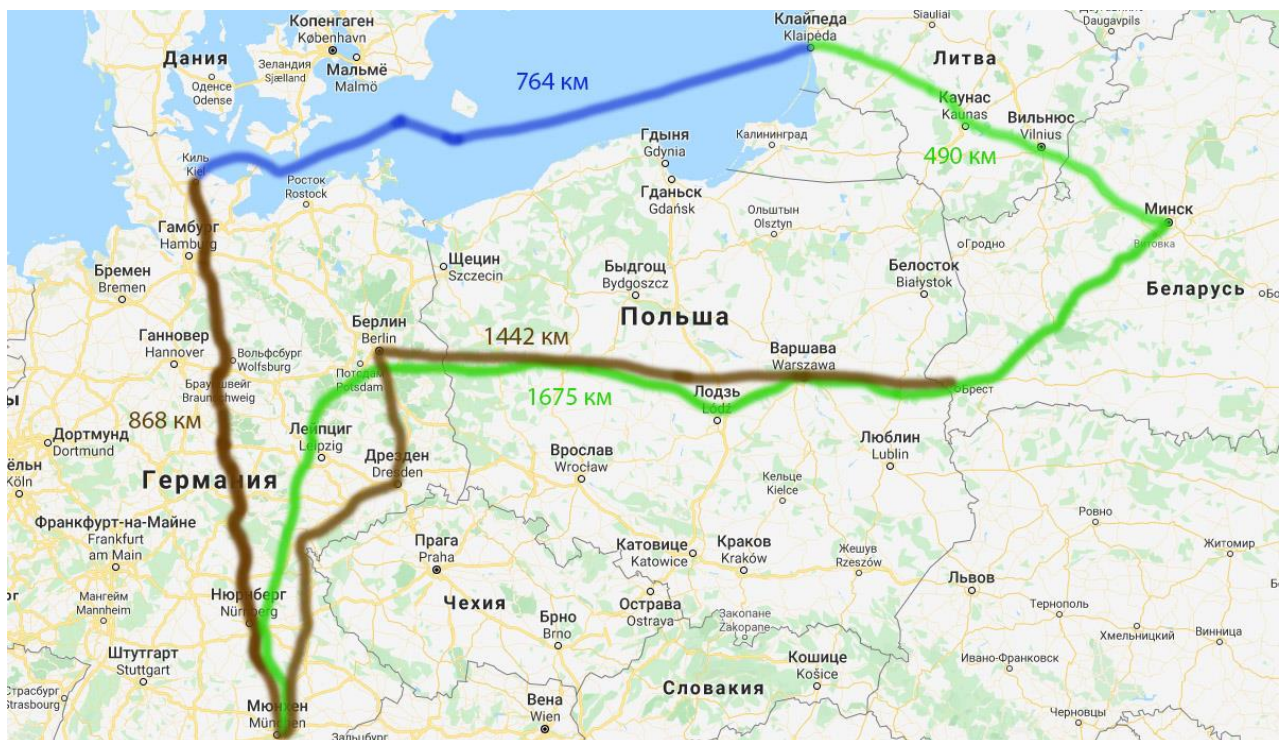 Копенгаген
København
Клайпеда
Klaipėda
Siauliai
Daugavpils
Дания
Зеландия
Sjælland
Мальмё
Malmö
Оденсе
Odense
764 км
Литва
Каунас
Kaunas
Вильнюс
Vilnius
490 км
Гдыня
Gdynia
Калининград
Гданьск
Gdańsk
Киль
Kiel
Росток
Rostock
Ольштын
Olsztyn
Минск
Витовка
Гамбург
Hamburg
Гродно
Щецин
Szczecin
Быдгощ
Bydgoszcz
Белосток
Białystok
Бремен
Bremen
Беларусь
Польша
Ганновер
Hannover
Берлин
Berlin
1442 км
Вольфсбург
Wolfsburg
Варшава
Warszawa
Потсдам
Potsdam
Брауншвейг
Braunschweig
1675 км
Лодзь
Łódź
Брест
868 км
Дортмунд
Dortmund
Лейпциг
Leipzig
Дрезден
Dresden
Вроцлав
Wrocław
Люблин
Lublin
Кёльн
Köln
Германия
Кельце
Kielce
Ровно
Франкфурт-на-Майне
Frankfurt
am Main
Прага
Praha
Катовице
Katowice
Краков
Kraków
Жешув
Rzeszów
Житомир
Львов
Мангейм
Mannheim
Нюрнберг
Nürnberg
Чехия
Острава
Ostrava
Брно
Brno
Закопане
Zakopane
Тернополь
Хмельницкий
Винница
Штутгарт
Stuttgart
Кошице
Košice
Ивано-Франковск
Страсбург
Strasbourg
Словакия
Вена
Wien
Мюнхен
München
Зальцбург
Черновцы